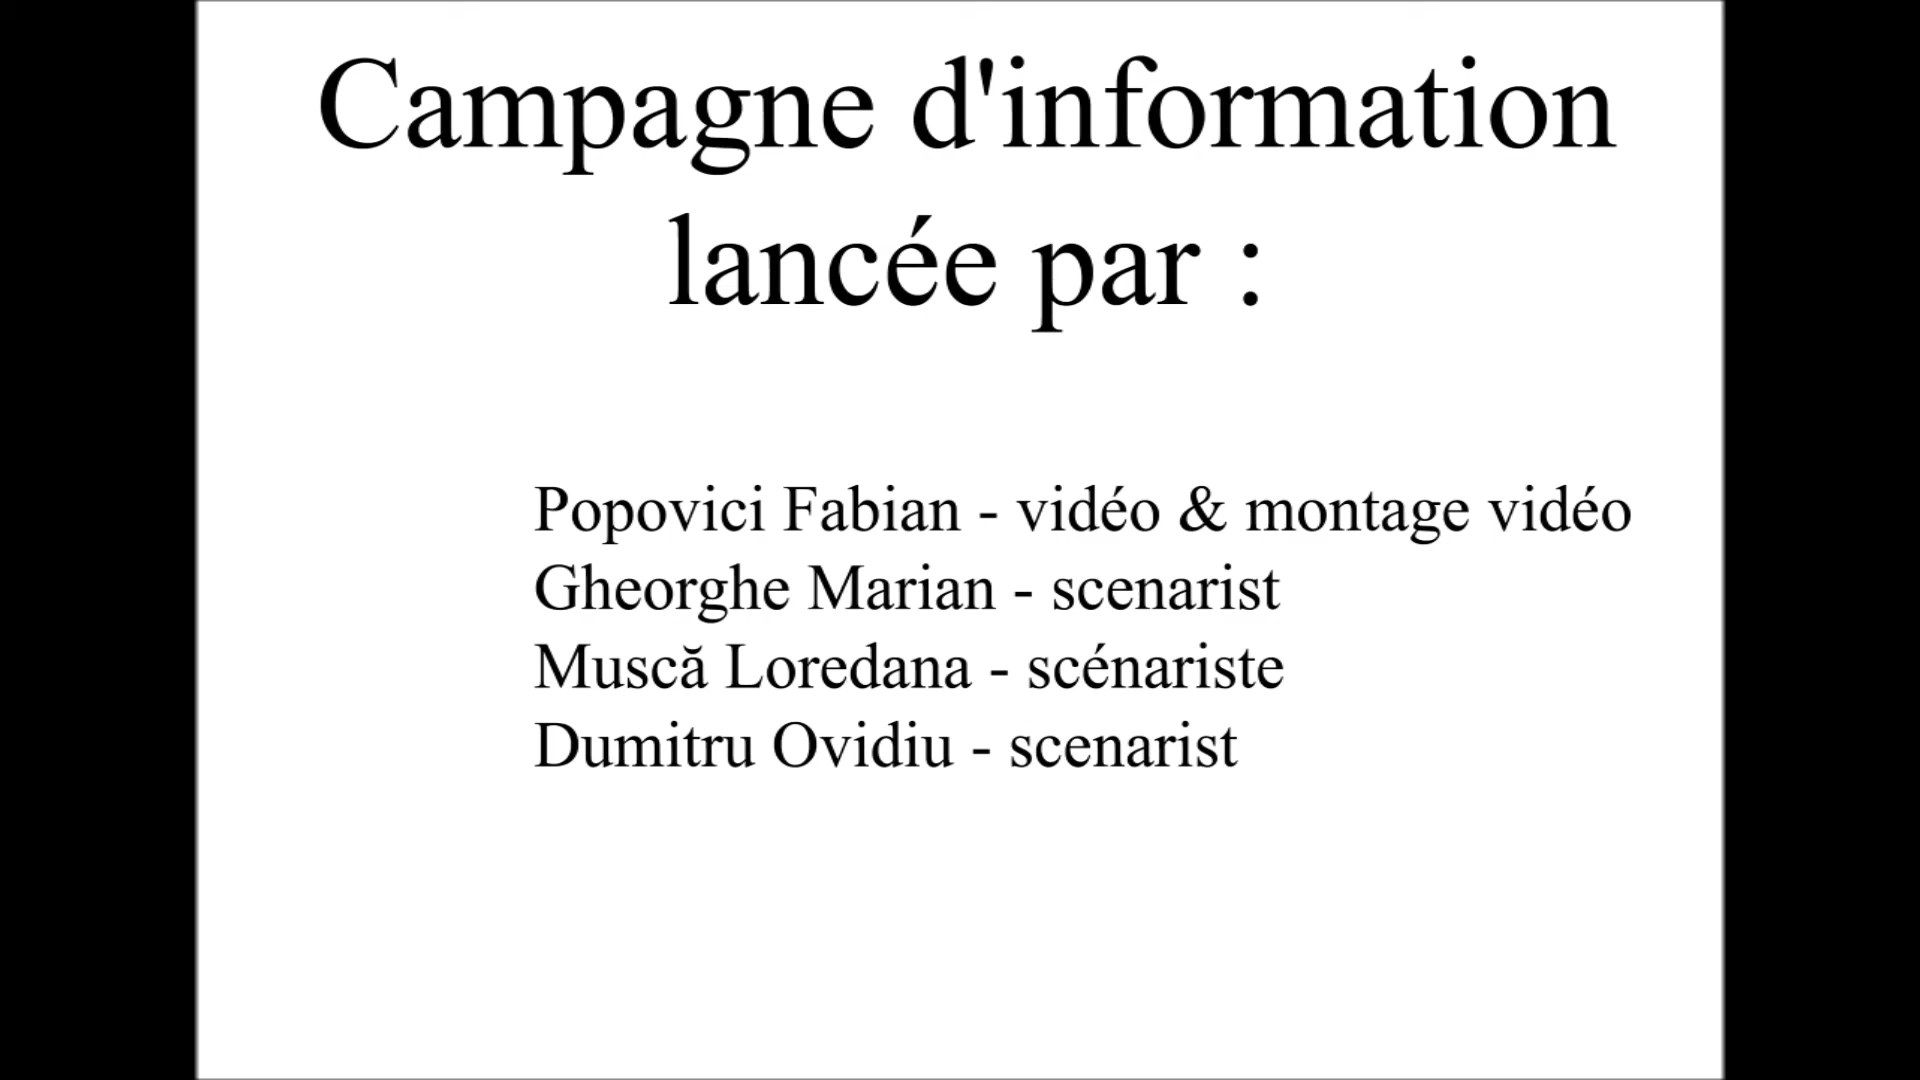 Campagne d'information
lancée par :
Popovici Fabian - vidéo & montage vidéo
Gheorghe Marian - scenarist
Muscă Loredana - scénariste
Dumitru Ovidiu - scenarist